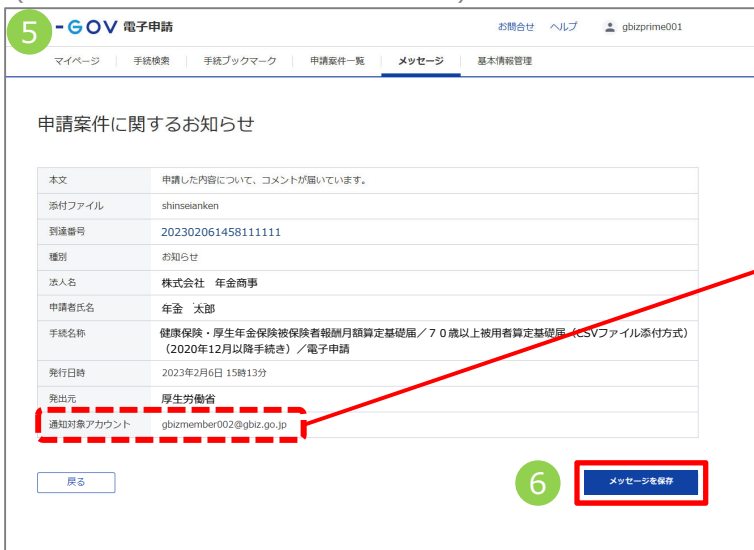 5
-GOV 電子申請 お問合せ ヘルプ gbizprime001
マイページ 手続検索 手続ブックマーク 申請案件一覧 メッセージ 基本情報管理
申請案件に関するお知らせ
本文 申請した内容について、コメントが届いています。
添付ファイル shinseianken
到達番号 202302061458111111
種別 お知らせ
法人名 株式会社 年金商事
申請者氏名 年金 太郎
手続名称 健康保険・厚生年金保険被保険者報酬月額算定基礎届／７０歳以上被用者算定基礎届（CSVファイル添付方式）
（2020年12月以降手続き）／電子申請
発行日時 2023年2月6日 15時13分
発出元 厚生労働省
通知対象アカウント gbizmember002@gbiz.go.jp
戻る 6 メッセージを保存